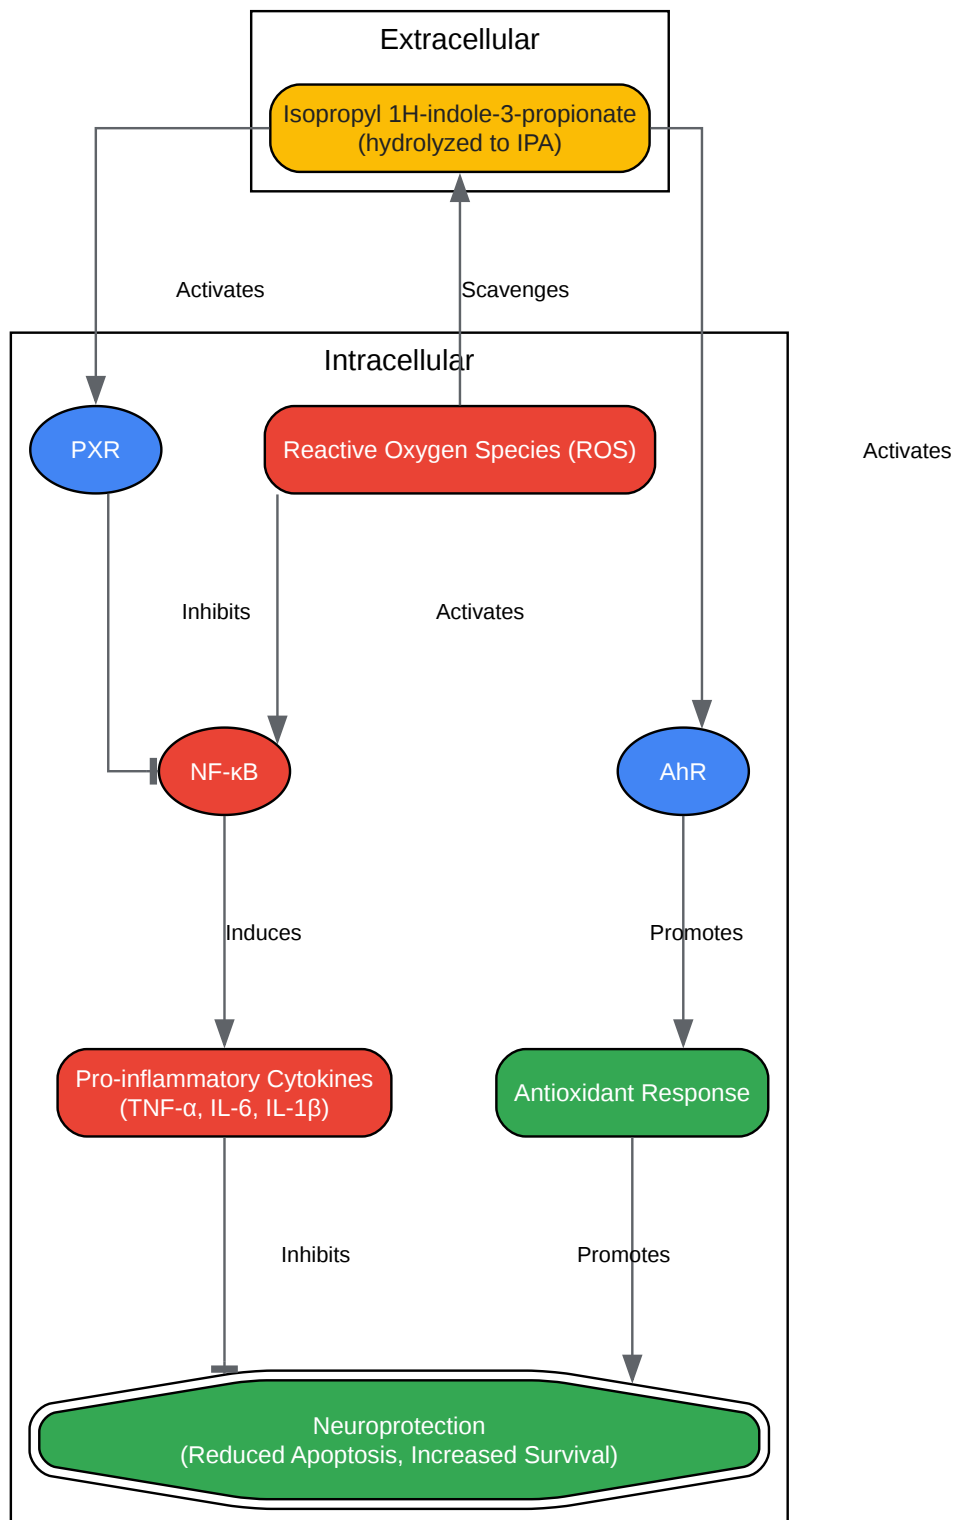 Extracellular
Isopropyl 1H-indole-3-propionate
(hydrolyzed to IPA)
Activates
Scavenges
Intracellular
PXR
Reactive Oxygen Species (ROS)
Activates
Inhibits
Activates
NF-κB
AhR
Induces
Promotes
Pro-inflammatory Cytokines
(TNF-α, IL-6, IL-1β)
Antioxidant Response
Inhibits
Promotes
Neuroprotection
(Reduced Apoptosis, Increased Survival)